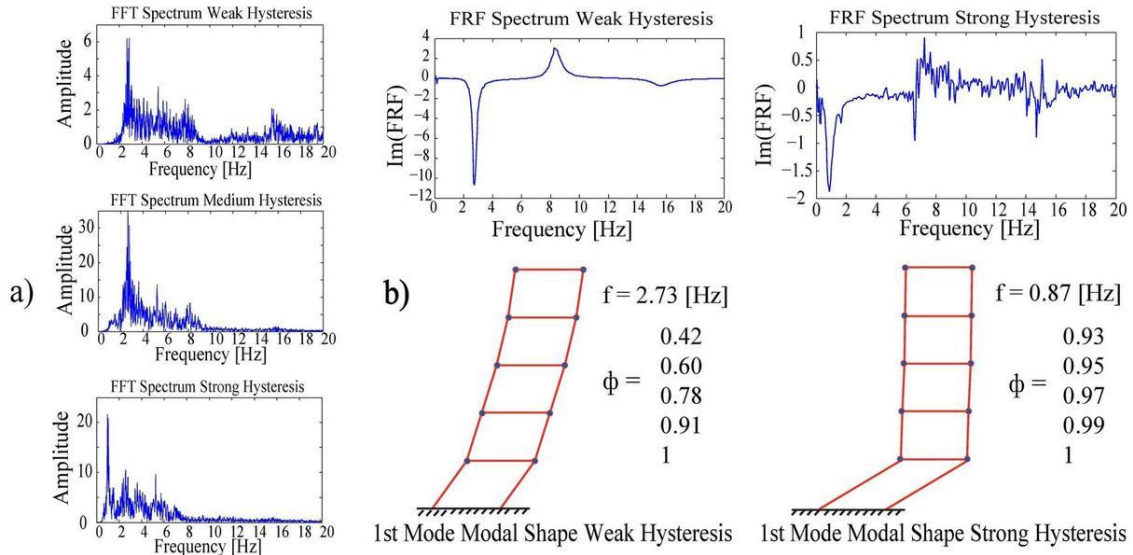 a)
FFT Spectrum Weak Hysteresis
Amplitude
6
4
2
0
0 2 4 6 8 10 12 14 16 18 20
Frequency [Hz]
FFT Spectrum Medium Hysteresis
Amplitude
30
20
10
0
0 2 4 6 8 10 12 14 16 18 20
Frequency [Hz]
FFT Spectrum Strong Hysteresis
Amplitude
20
10
0
0 2 4 6 8 10 12 14 16 18 20
Frequency [Hz]
b)
FRF Spectrum Weak Hysteresis
Im(FRF)
4
2
0
−2
−4
−6
−8
−10
−12
0 2 4 6 8 10 12 14 16 18 20
Frequency [Hz]
FRF Spectrum Strong Hysteresis
Im(FRF)
1
0.5
0
−0.5
−1
−1.5
−2
0 2 4 6 8 10 12 14 16 18 20
Frequency [Hz]
f = 2.73 [Hz]
ϕ =
0.42
0.60
0.78
0.91
1
1st Mode Modal Shape Weak Hysteresis
f = 0.87 [Hz]
ϕ =
0.93
0.95
0.97
0.99
1
1st Mode Modal Shape Strong Hysteresis